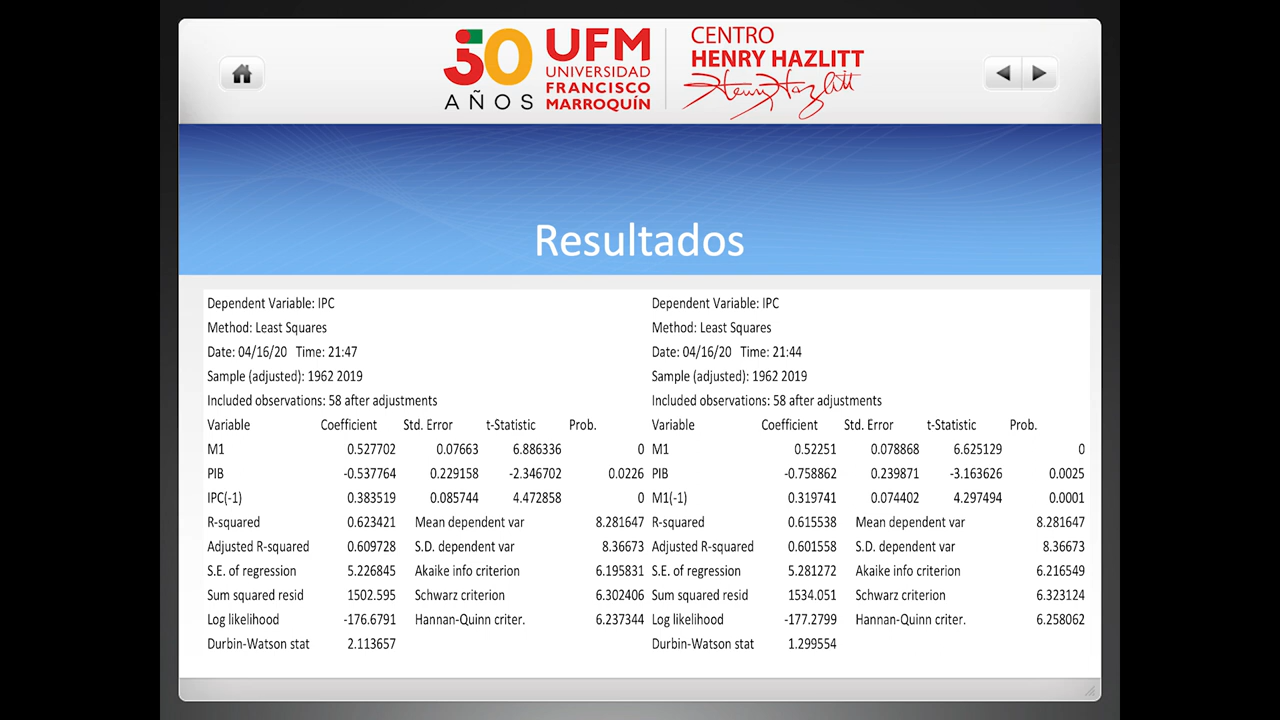 50
AÑOS
UFM
UNIVERSIDAD
FRANCISCO
MARROQUÍN
CENTRO
HENRY HAZLITT
Henry Hazlitt
Resultados
Dependent Variable: IPC
Method: Least Squares
Date: 04/16/20 Time: 21:47
Sample (adjusted): 1962 2019
Included observations: 58 after adjustments
Variable Coefficient Std. Error t-Statistic Prob.
M1 0.527702 0.07663 6.886336 0
PIB -0.537764 0.229158 -2.346702 0.0226
IPC(-1) 0.383519 0.085744 4.472858 0
R-squared 0.623421 Mean dependent var 8.281647
Adjusted R-squared 0.609728 S.D. dependent var 8.36673
S.E. of regression 5.226845 Akaike info criterion 6.195831
Sum squared resid 1502.595 Schwarz criterion 6.302406
Log likelihood -176.6791 Hannan-Quinn criter. 6.237344
Durbin-Watson stat 2.113657
Dependent Variable: IPC
Method: Least Squares
Date: 04/16/20 Time: 21:44
Sample (adjusted): 1962 2019
Included observations: 58 after adjustments
Variable Coefficient Std. Error t-Statistic Prob.
M1 0.52251 0.078868 6.625129 0
PIB -0.758862 0.239871 -3.163626 0.0025
M1(-1) 0.319741 0.074402 4.297494 0.0001
R-squared 0.615538 Mean dependent var 8.281647
Adjusted R-squared 0.601558 S.D. dependent var 8.36673
S.E. of regression 5.281272 Akaike info criterion 6.216549
Sum squared resid 1534.051 Schwarz criterion 6.323124
Log likelihood -177.2799 Hannan-Quinn criter. 6.258062
Durbin-Watson stat 1.299554